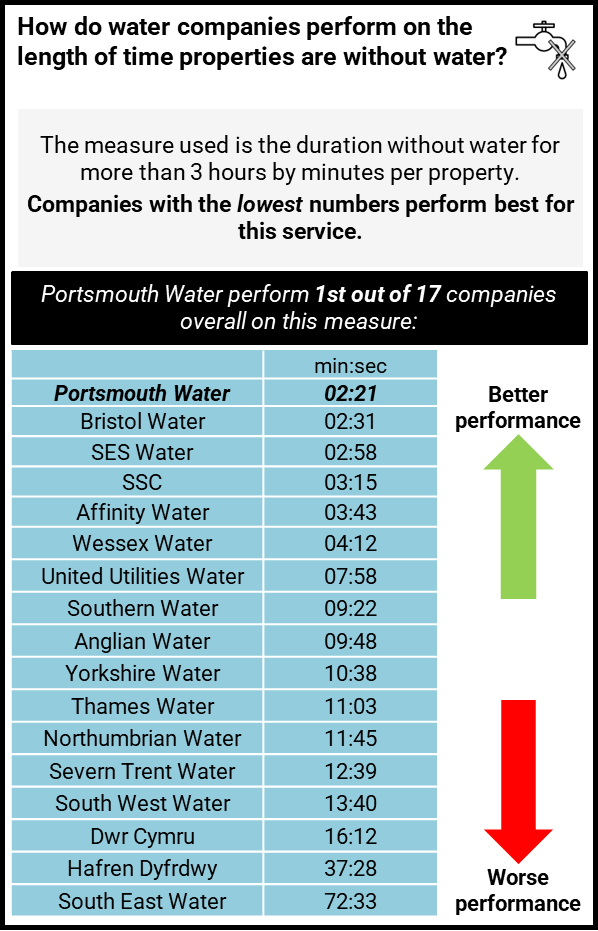 How do water companies perform on the
length of time properties are without water?
The measure used is the duration without water for
more than 3 hours by minutes per property.
Companies with the lowest numbers perform best for
this service.
Portsmouth Water perform 1st out of 17 companies
overall on this measure:
min:sec
Portsmouth Water 02:21
Bristol Water 02:31
SES Water 02:58
SSC 03:15
Affinity Water 03:43
Wessex Water 04:12
United Utilities Water 07:58
Southern Water 09:22
Anglian Water 09:48
Yorkshire Water 10:38
Thames Water 11:03
Northumbrian Water 11:45
Severn Trent Water 12:39
South West Water 13:40
Dwr Cymru 16:12
Hafren Dyfrdwy 37:28
South East Water 72:33
Better
performance
Worse
performance